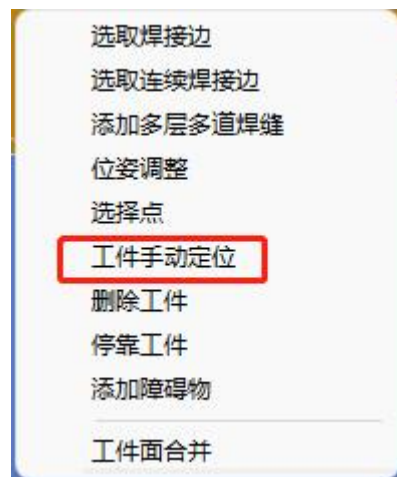 选取焊接边
选取连续焊接边
添加多层多道焊缝
位姿调整
选择点
工件手动定位
删除工件
停靠工件
添加障碍物
工件面合并